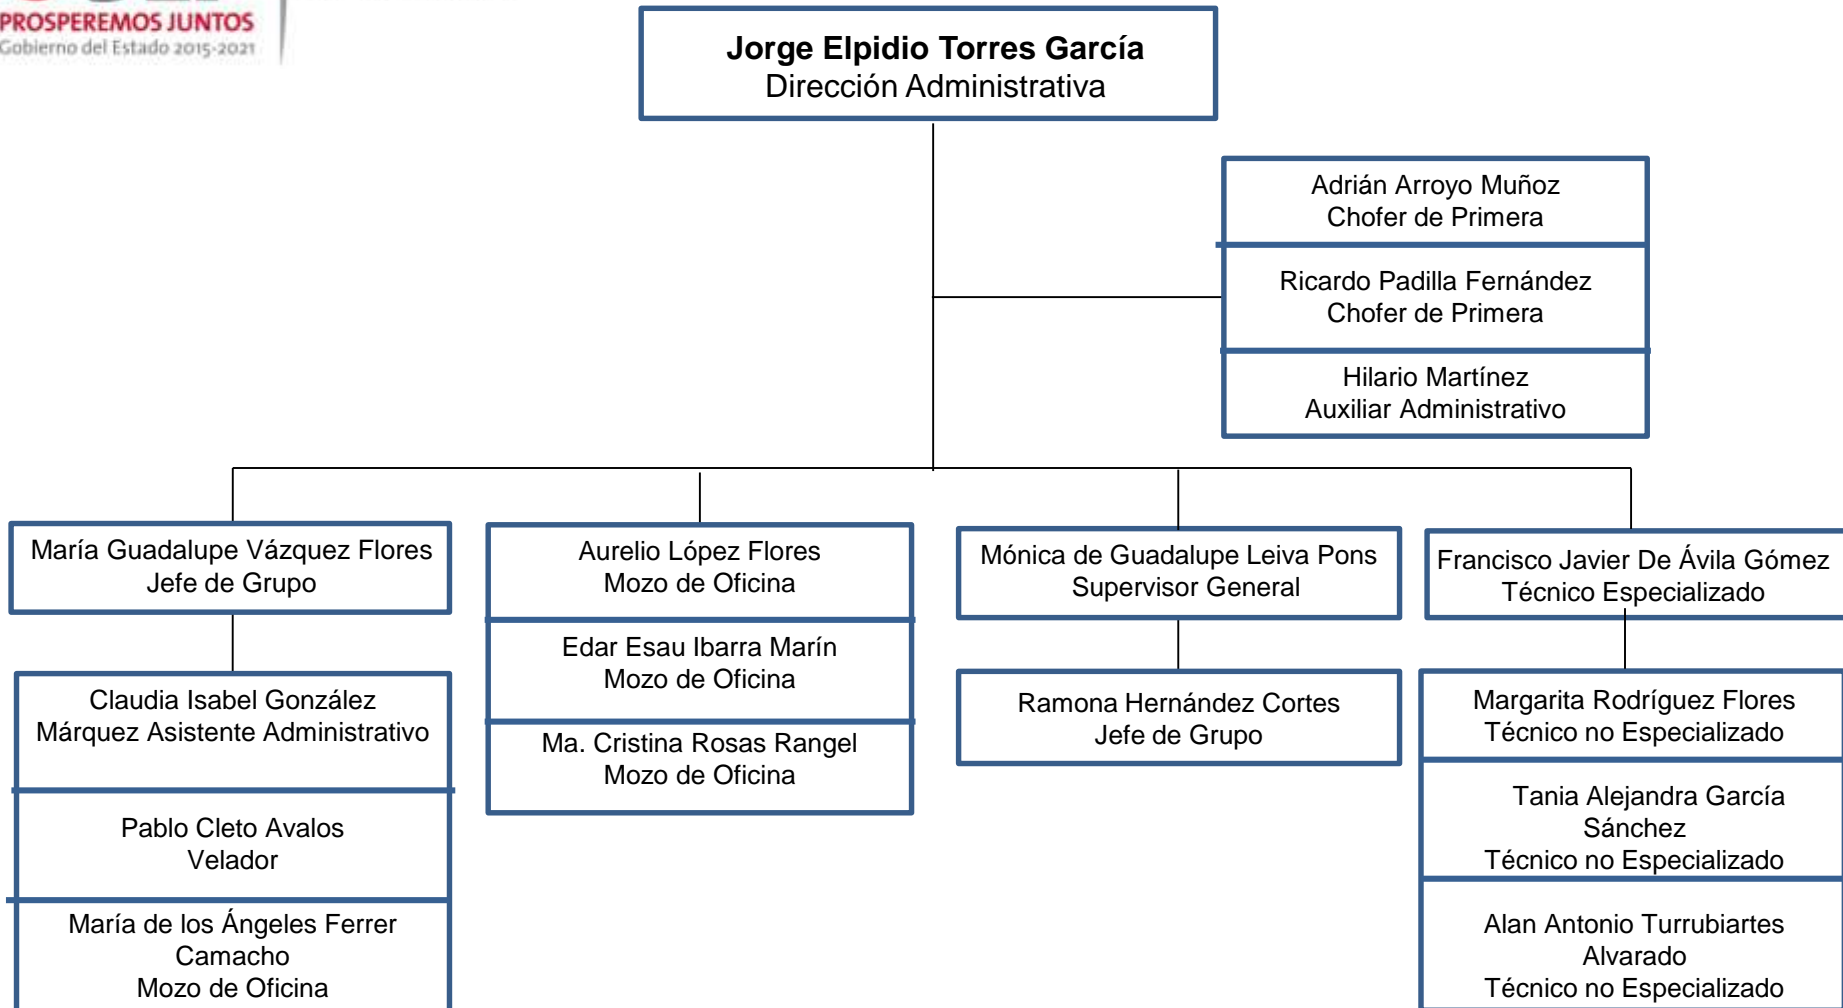 PROSPEREMOS JUNTOS
Gobierno del Estado 2015-2021
Jorge Elpidio Torres García
Dirección Administrativa
Adrián Arroyo Muñoz
Chofer de Primera
Ricardo Padilla Fernández
Chofer de Primera
Hilario Martínez
Auxiliar Administrativo
María Guadalupe Vázquez Flores
Jefe de Grupo
Claudia Isabel González
Márquez Asistente Administrativo
Pablo Cleto Avalos
Velador
María de los Ángeles Ferrer
Camacho
Mozo de Oficina
Aurelio López Flores
Mozo de Oficina
Edar Esau Ibarra Marín
Mozo de Oficina
Ma. Cristina Rosas Rangel
Mozo de Oficina
Mónica de Guadalupe Leiva Pons
Supervisor General
Ramona Hernández Cortes
Jefe de Grupo
Francisco Javier De Ávila Gómez
Técnico Especializado
Margarita Rodríguez Flores
Técnico no Especializado
Tania Alejandra García
Sánchez
Técnico no Especializado
Alan Antonio Turrubiartes
Alvarado
Técnico no Especializado